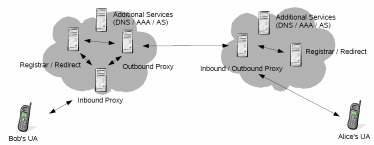 Additional Services
(DNS / AAA / AS)
Registrar / Redirect
Outbound Proxy
Inbound Proxy
Bob's UA
Additional Services
(DNS / AAA / AS)
Registrar / Redirect
Inbound / Outbound Proxy
Alice's UA